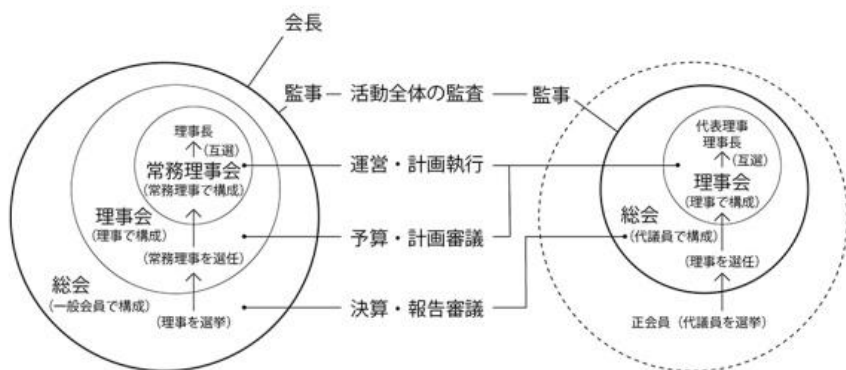 会長
監事
活動全体の監査
監事
理事長
(互選)
常務理事会
(常務理事で構成)
運営・計画執行
代表理事
理事長
(互選)
理事会
(理事で構成)
理事会
(理事で構成)
予算・計画審議
総会
(代議員で構成)
(常務理事を選任)
(理事を選任)
総会
(一般会員で構成)
決算・報告審議
(理事を選挙)
正会員(代議員を選挙)